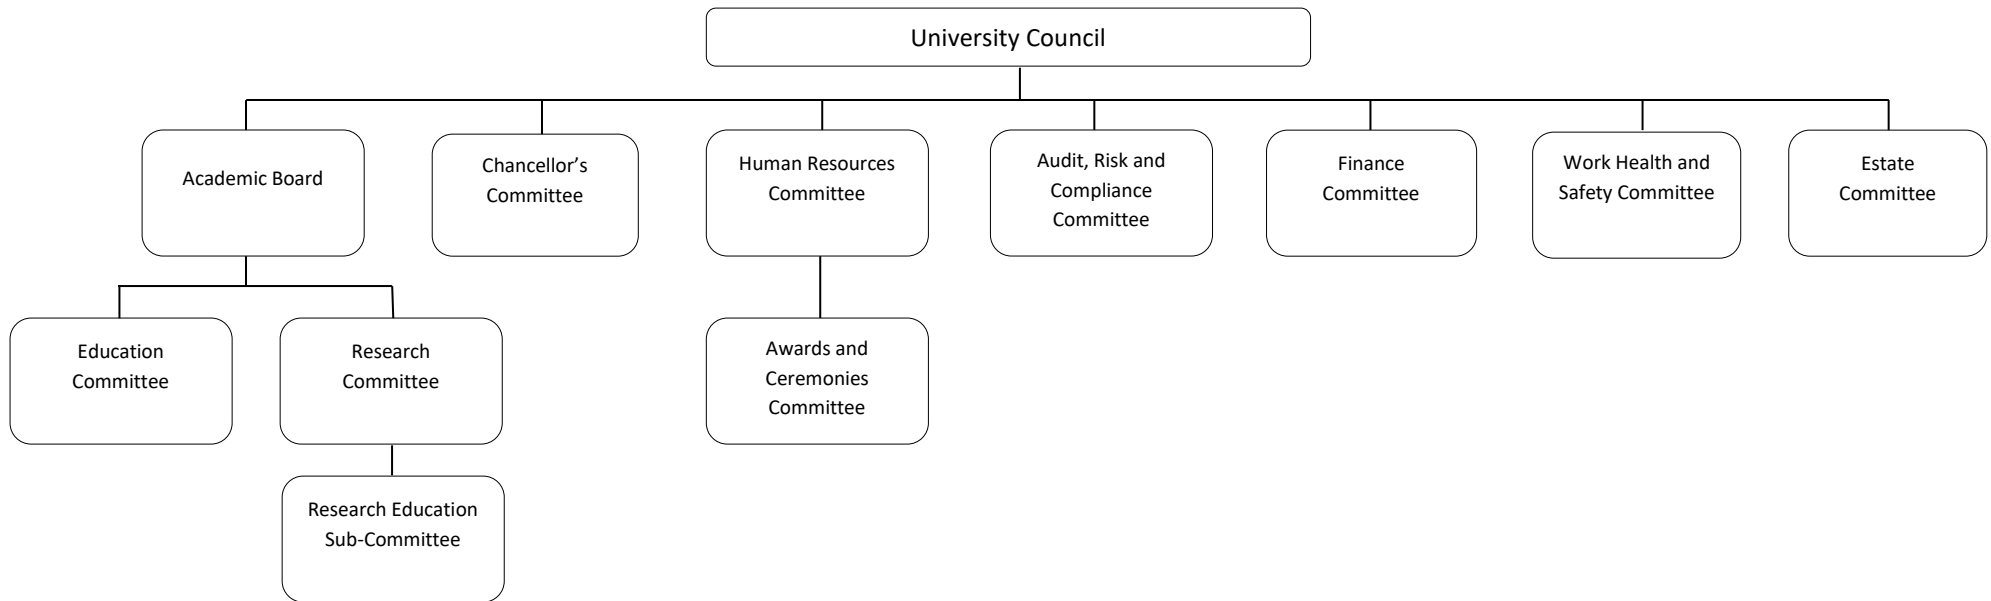 University Council
Academic Board
Chancellor’s
Committee
Human Resources
Committee
Audit, Risk and
Compliance
Committee
Finance
Committee
Work Health and
Safety Committee
Estate
Committee
Education
Committee
Research
Committee
Awards and
Ceremonies
Committee
Research Education
Sub-Committee